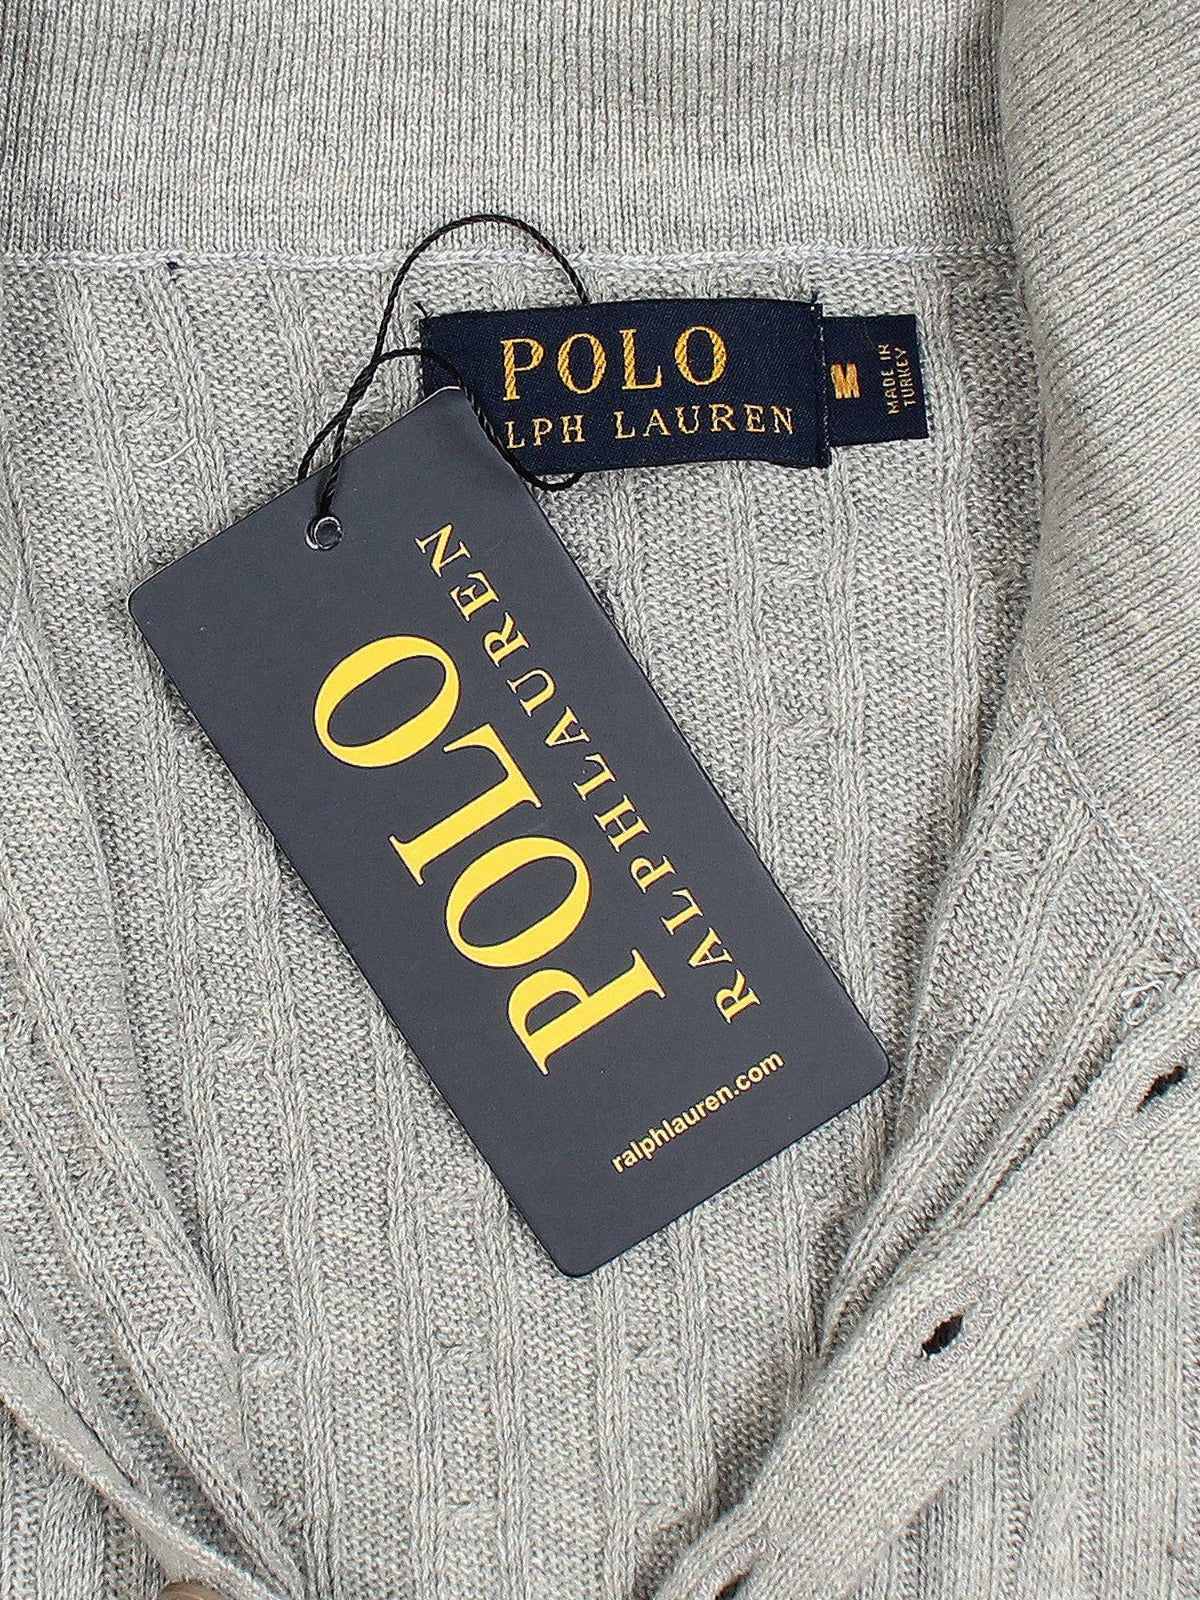 POLO
LPH LAUREN
M
MADE IN
TURKEY
POLO
RALPH LAUREN
ralphlauren.com